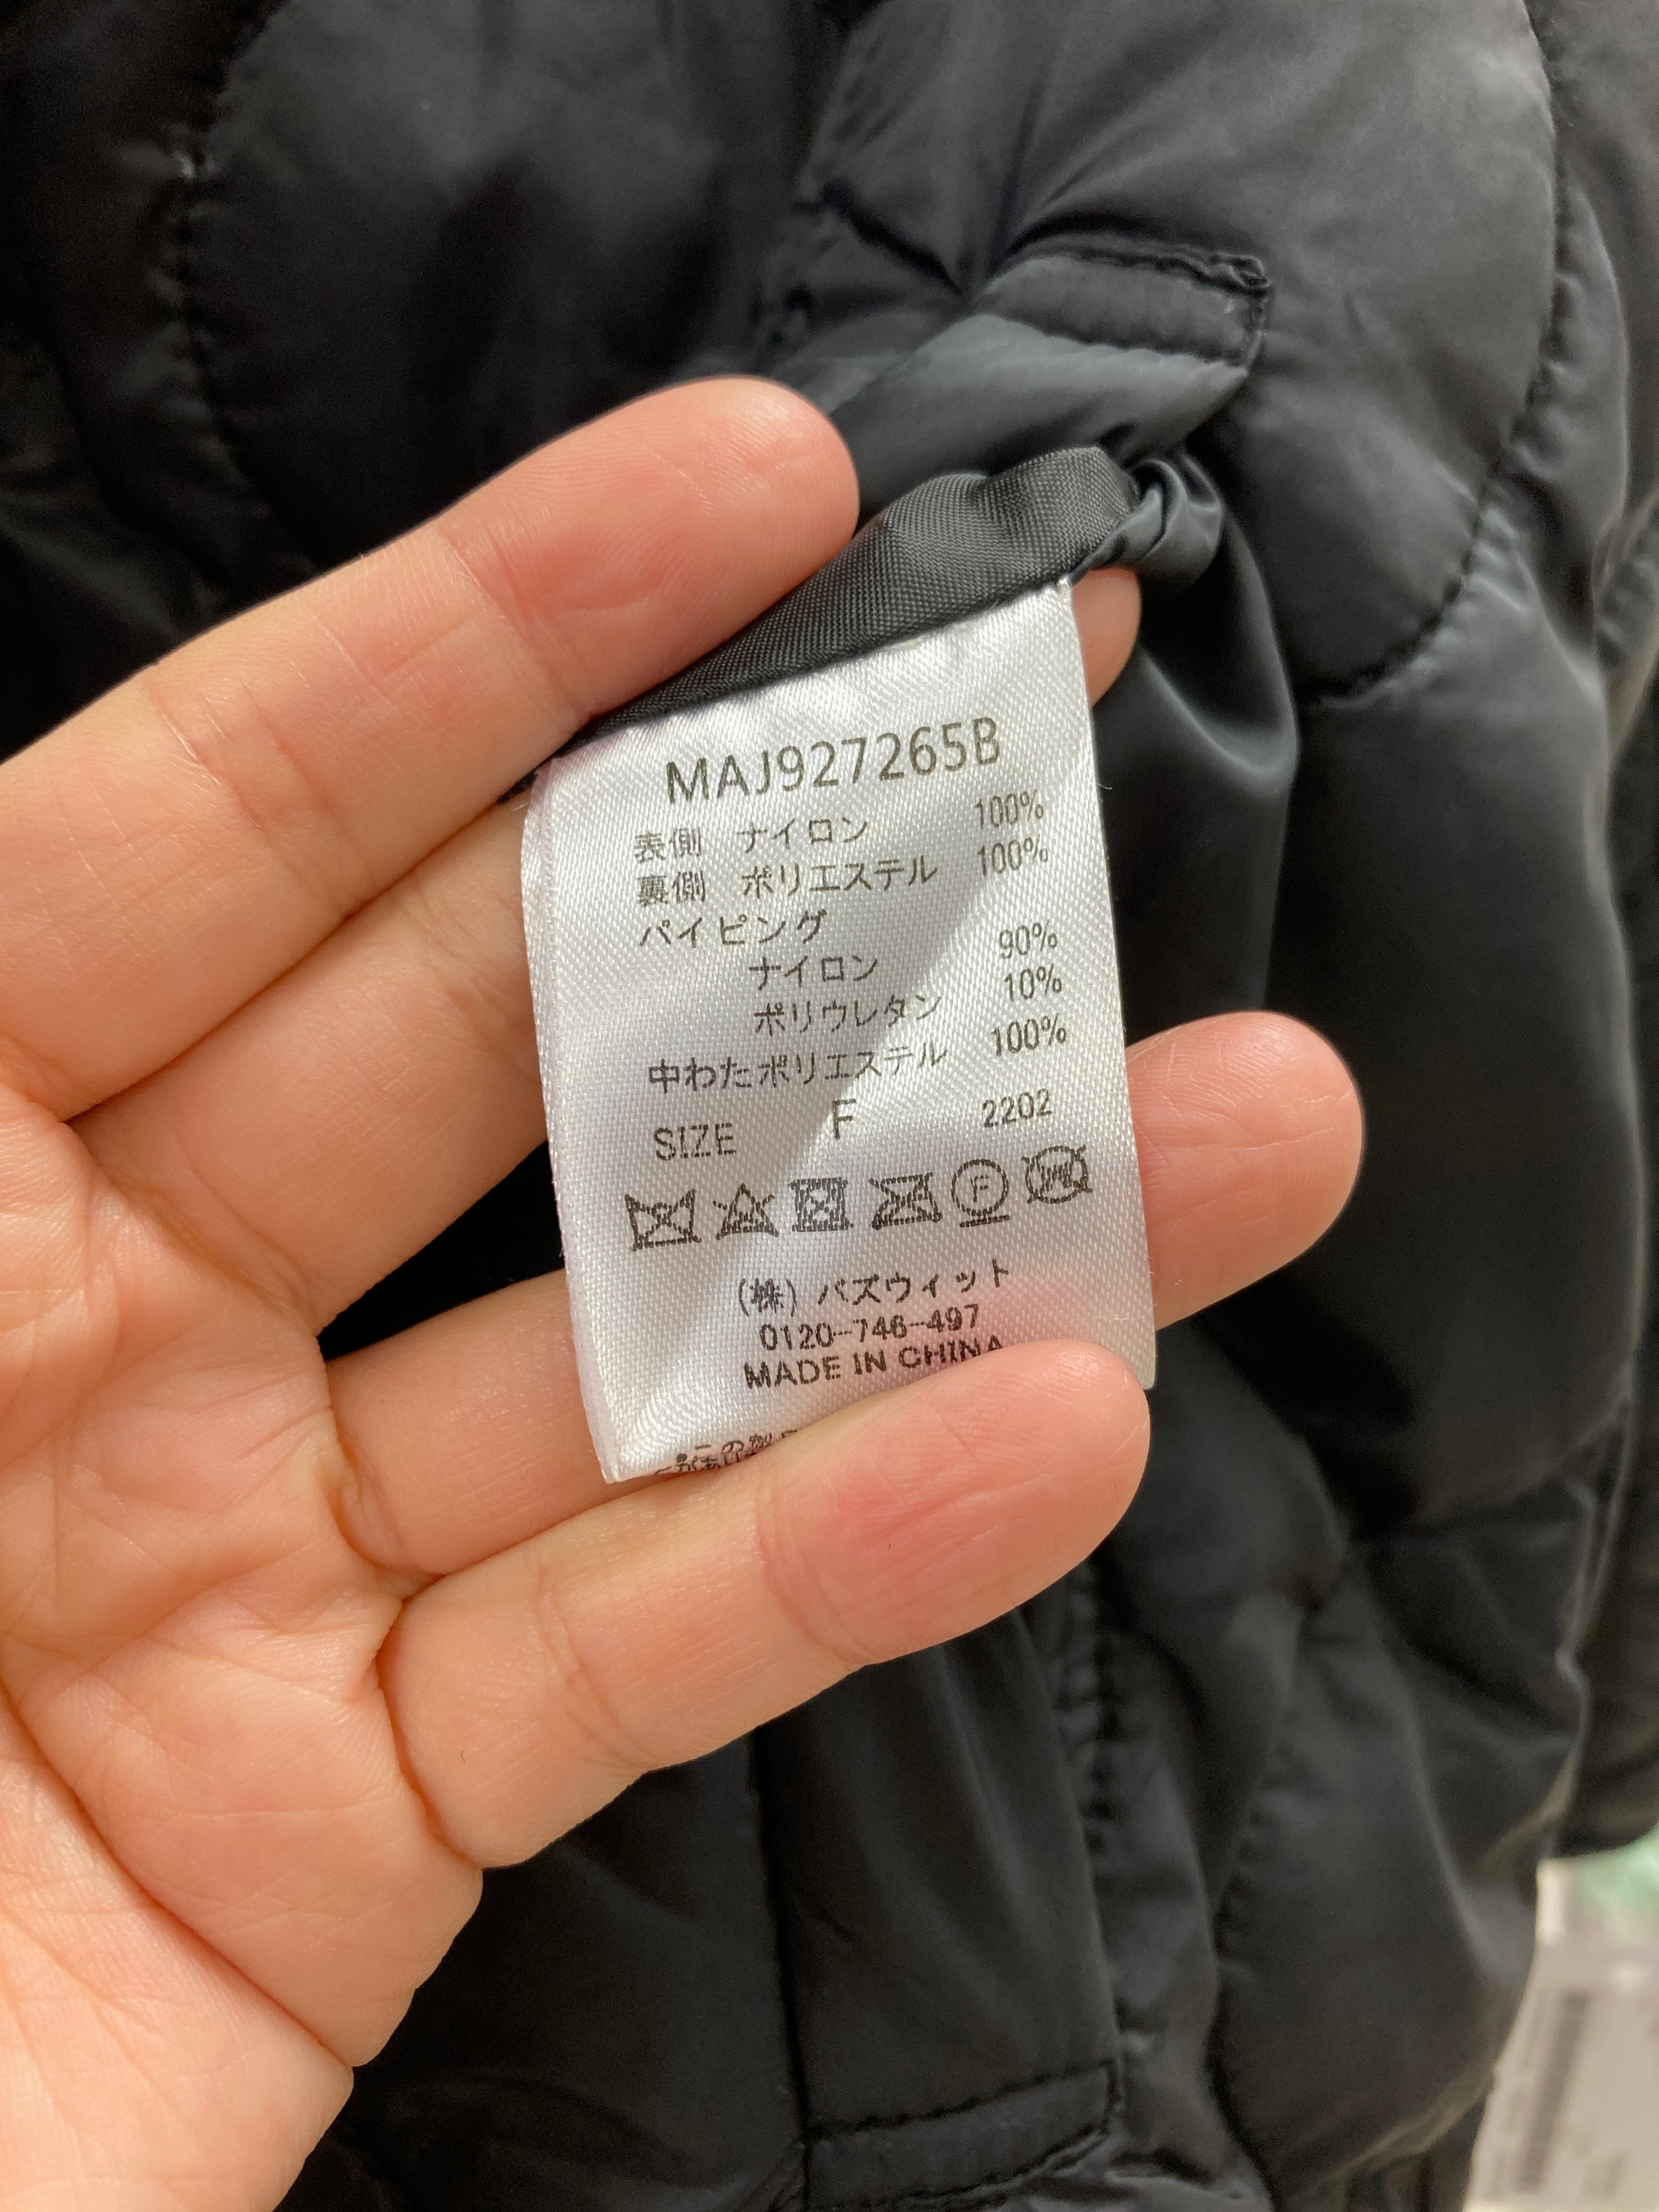 MAJ927265B
表側 ナイロン 100%
裏側 ポリエステル 100%
パイピング
ナイロン 90%
ポリウレタン 10%
中わたポリエステル 100%
SIZE F 2202
F
(株) バズウィット
0120-746-497
MADE IN CHINA
この製